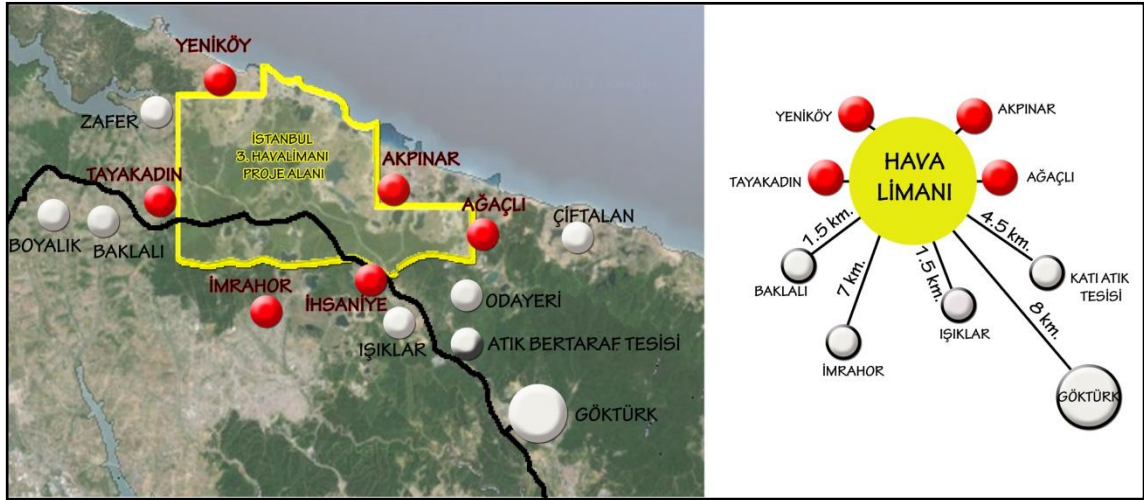 YENİKÖY
ZAFER
İSTANBUL
3. HAVALİMANI
PROJE ALANI
AKPINAR
TAYAKADIN
AĞAÇLI
ÇİFTALAN
BOYALIK
BAKLALI
İMRAHOR
İHSANİYE
ODAYERİ
IŞIKLAR
ATIK BERTARAF TESİSİ
GÖKTÜRK
YENİKÖY
AKPINAR
HAVA
LİMANI
TAYAKADIN
AĞAÇLI
1.5 km.
7 km.
1.5 km.
4.5 km.
8 km.
BAKLALI
KATI ATIK
TESİSİ
IŞIKLAR
İMRAHOR
GÖKTÜRK